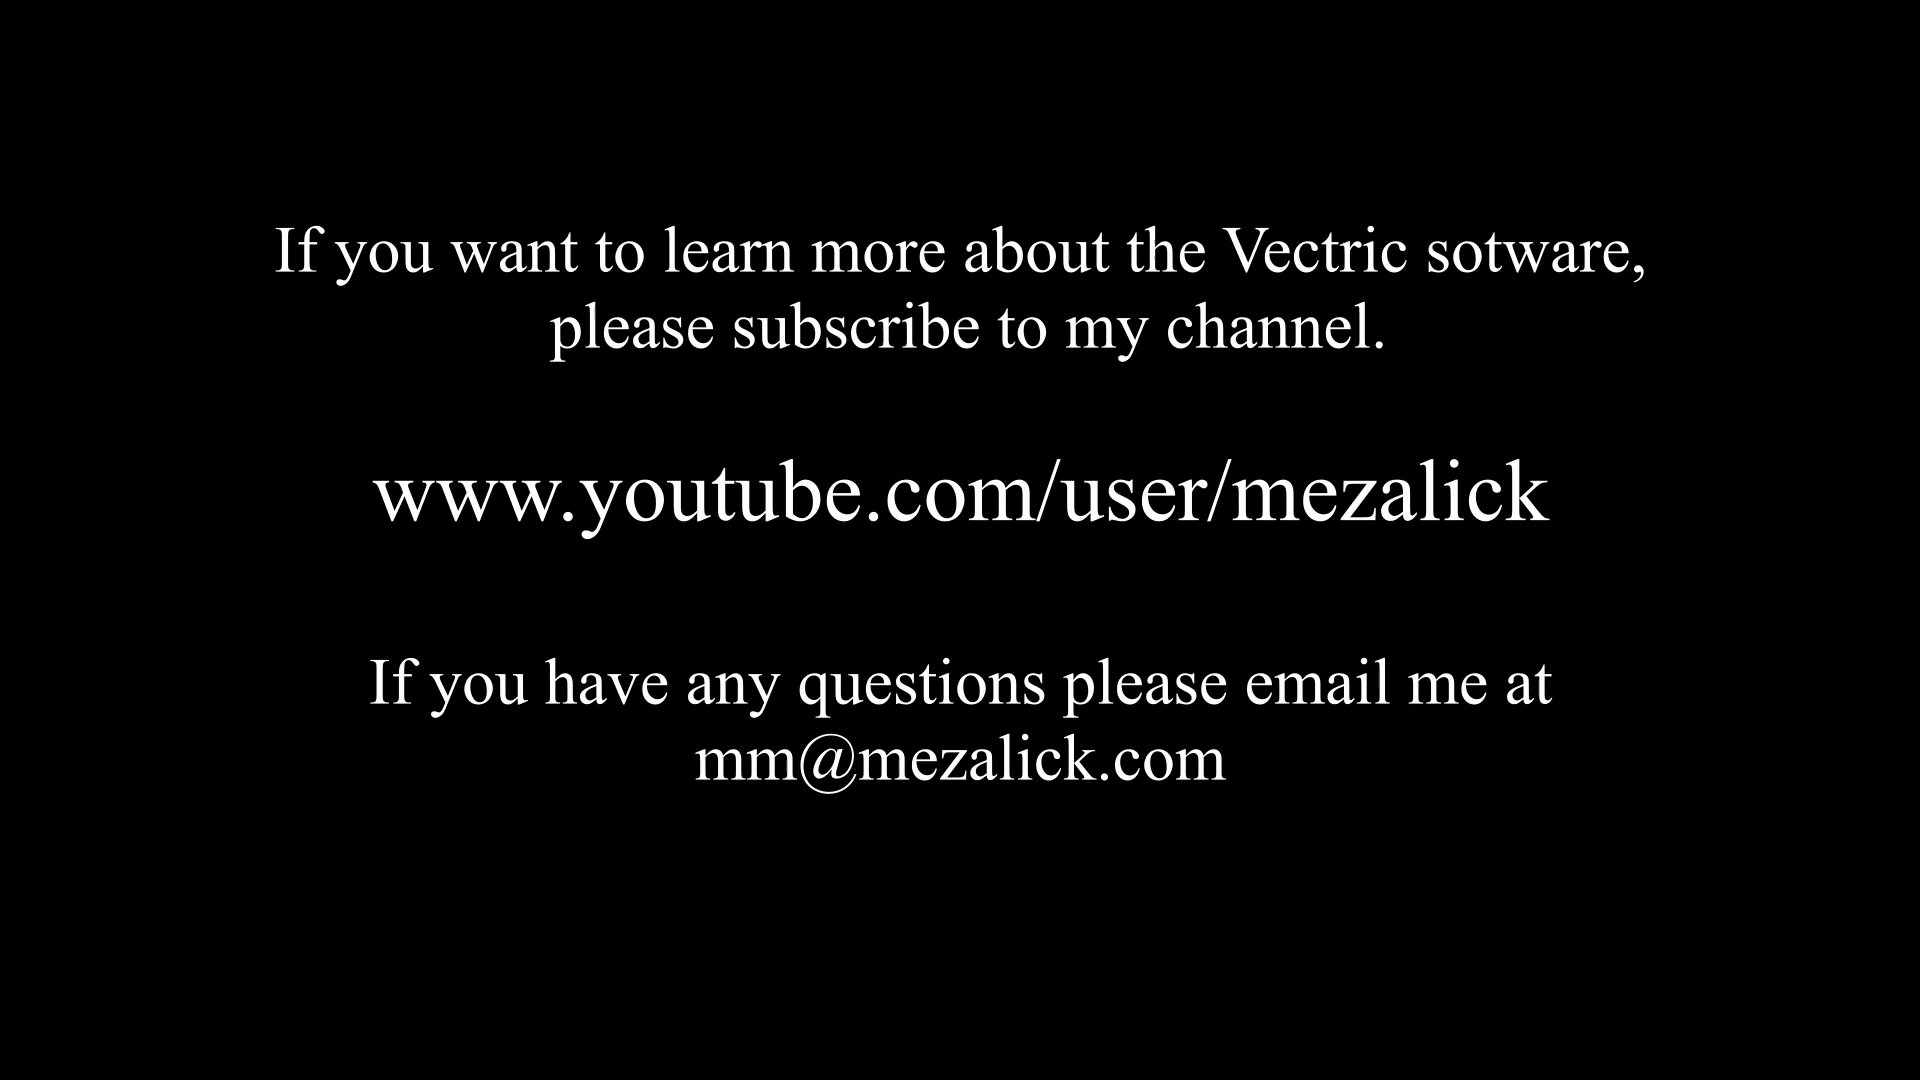 If you want to learn more about the Vectric sotware,
please subscribe to my channel.
www.youtube.com/user/mezalick
If you have any questions please email me at
mm@mezalick.com